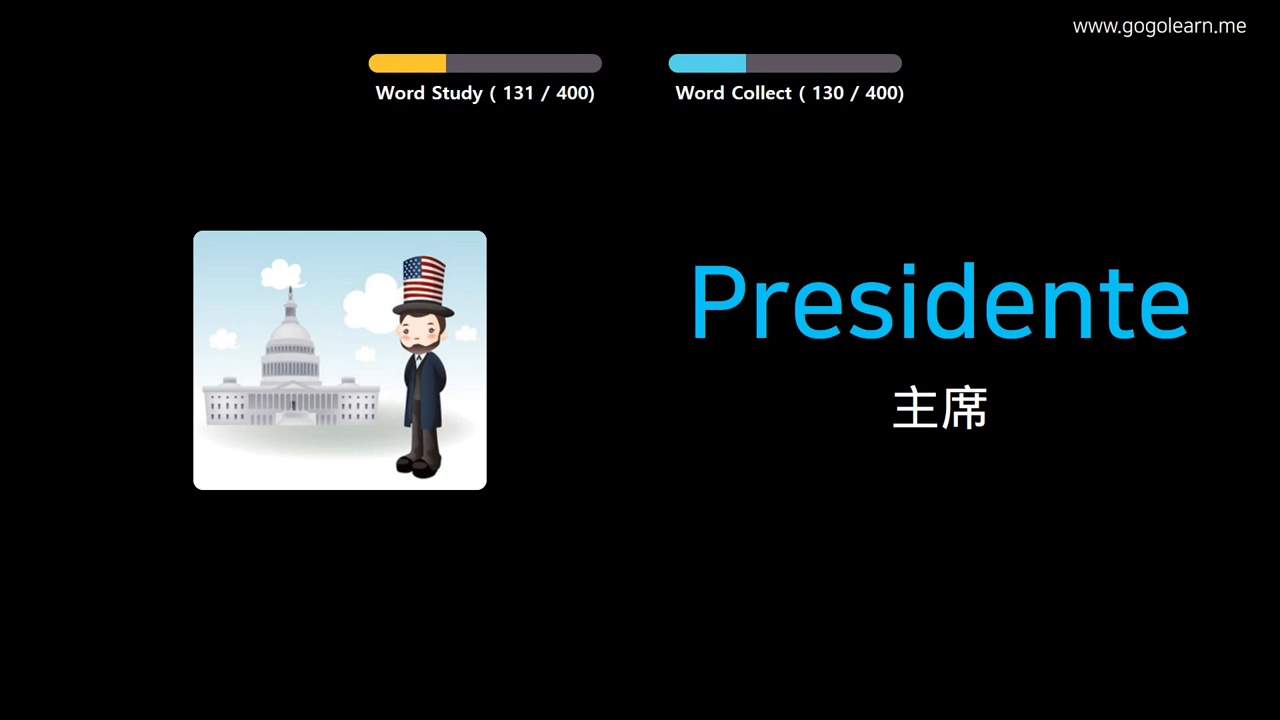 www.gogolearn.me
Word Study ( 131 / 400)
Word Collect ( 130 / 400)
Presidente
主席